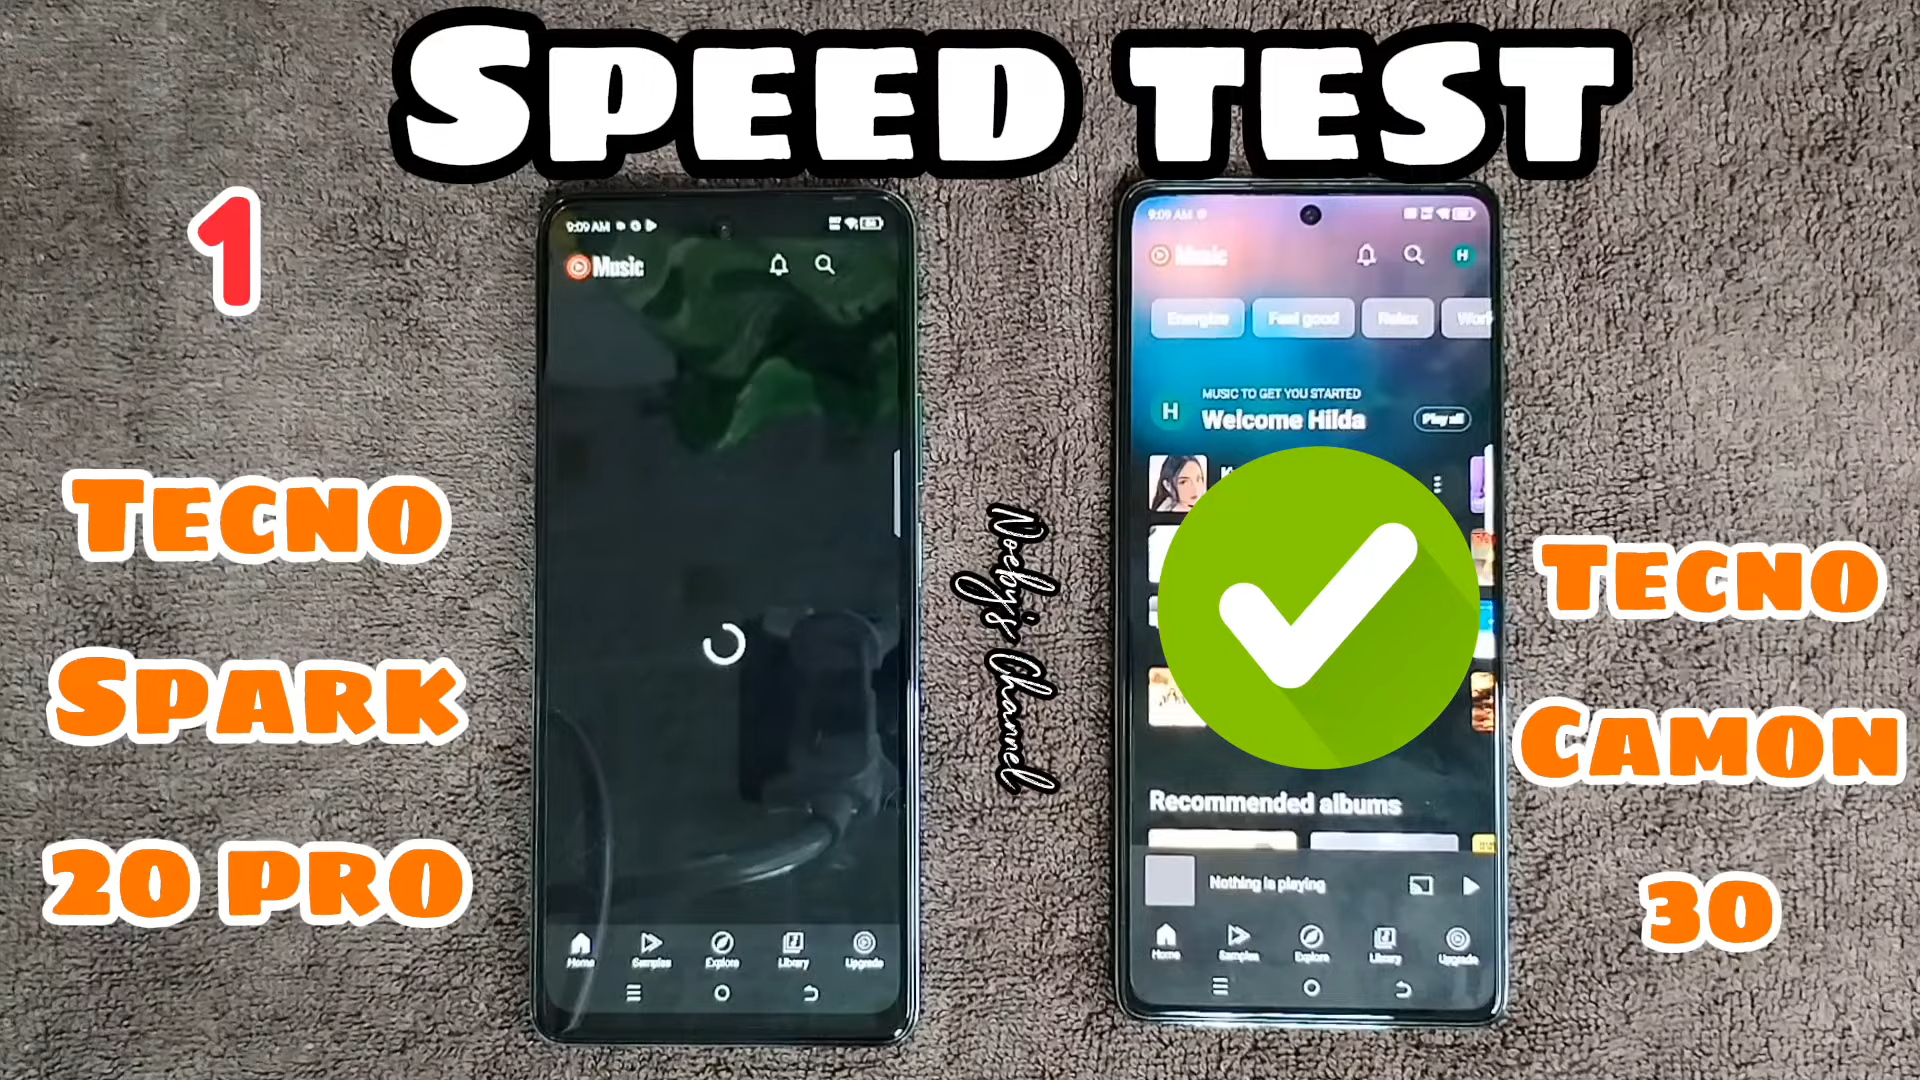 SPEED TEST
1
TECNO
SPARK
20 PRO
9:09 AM
Music
Home
Samples
Explore
Library
Upgrade
Noeby's Channel
9:09 AM
Music
H
Energize
Feel good
Relax
Work
MUSIC TO GET YOU STARTED
H
Welcome Hilda
Play all
Recommended albums
Nothing is playing
Home
Samples
Explore
Library
Upgrade
TECNO
CAMON
30